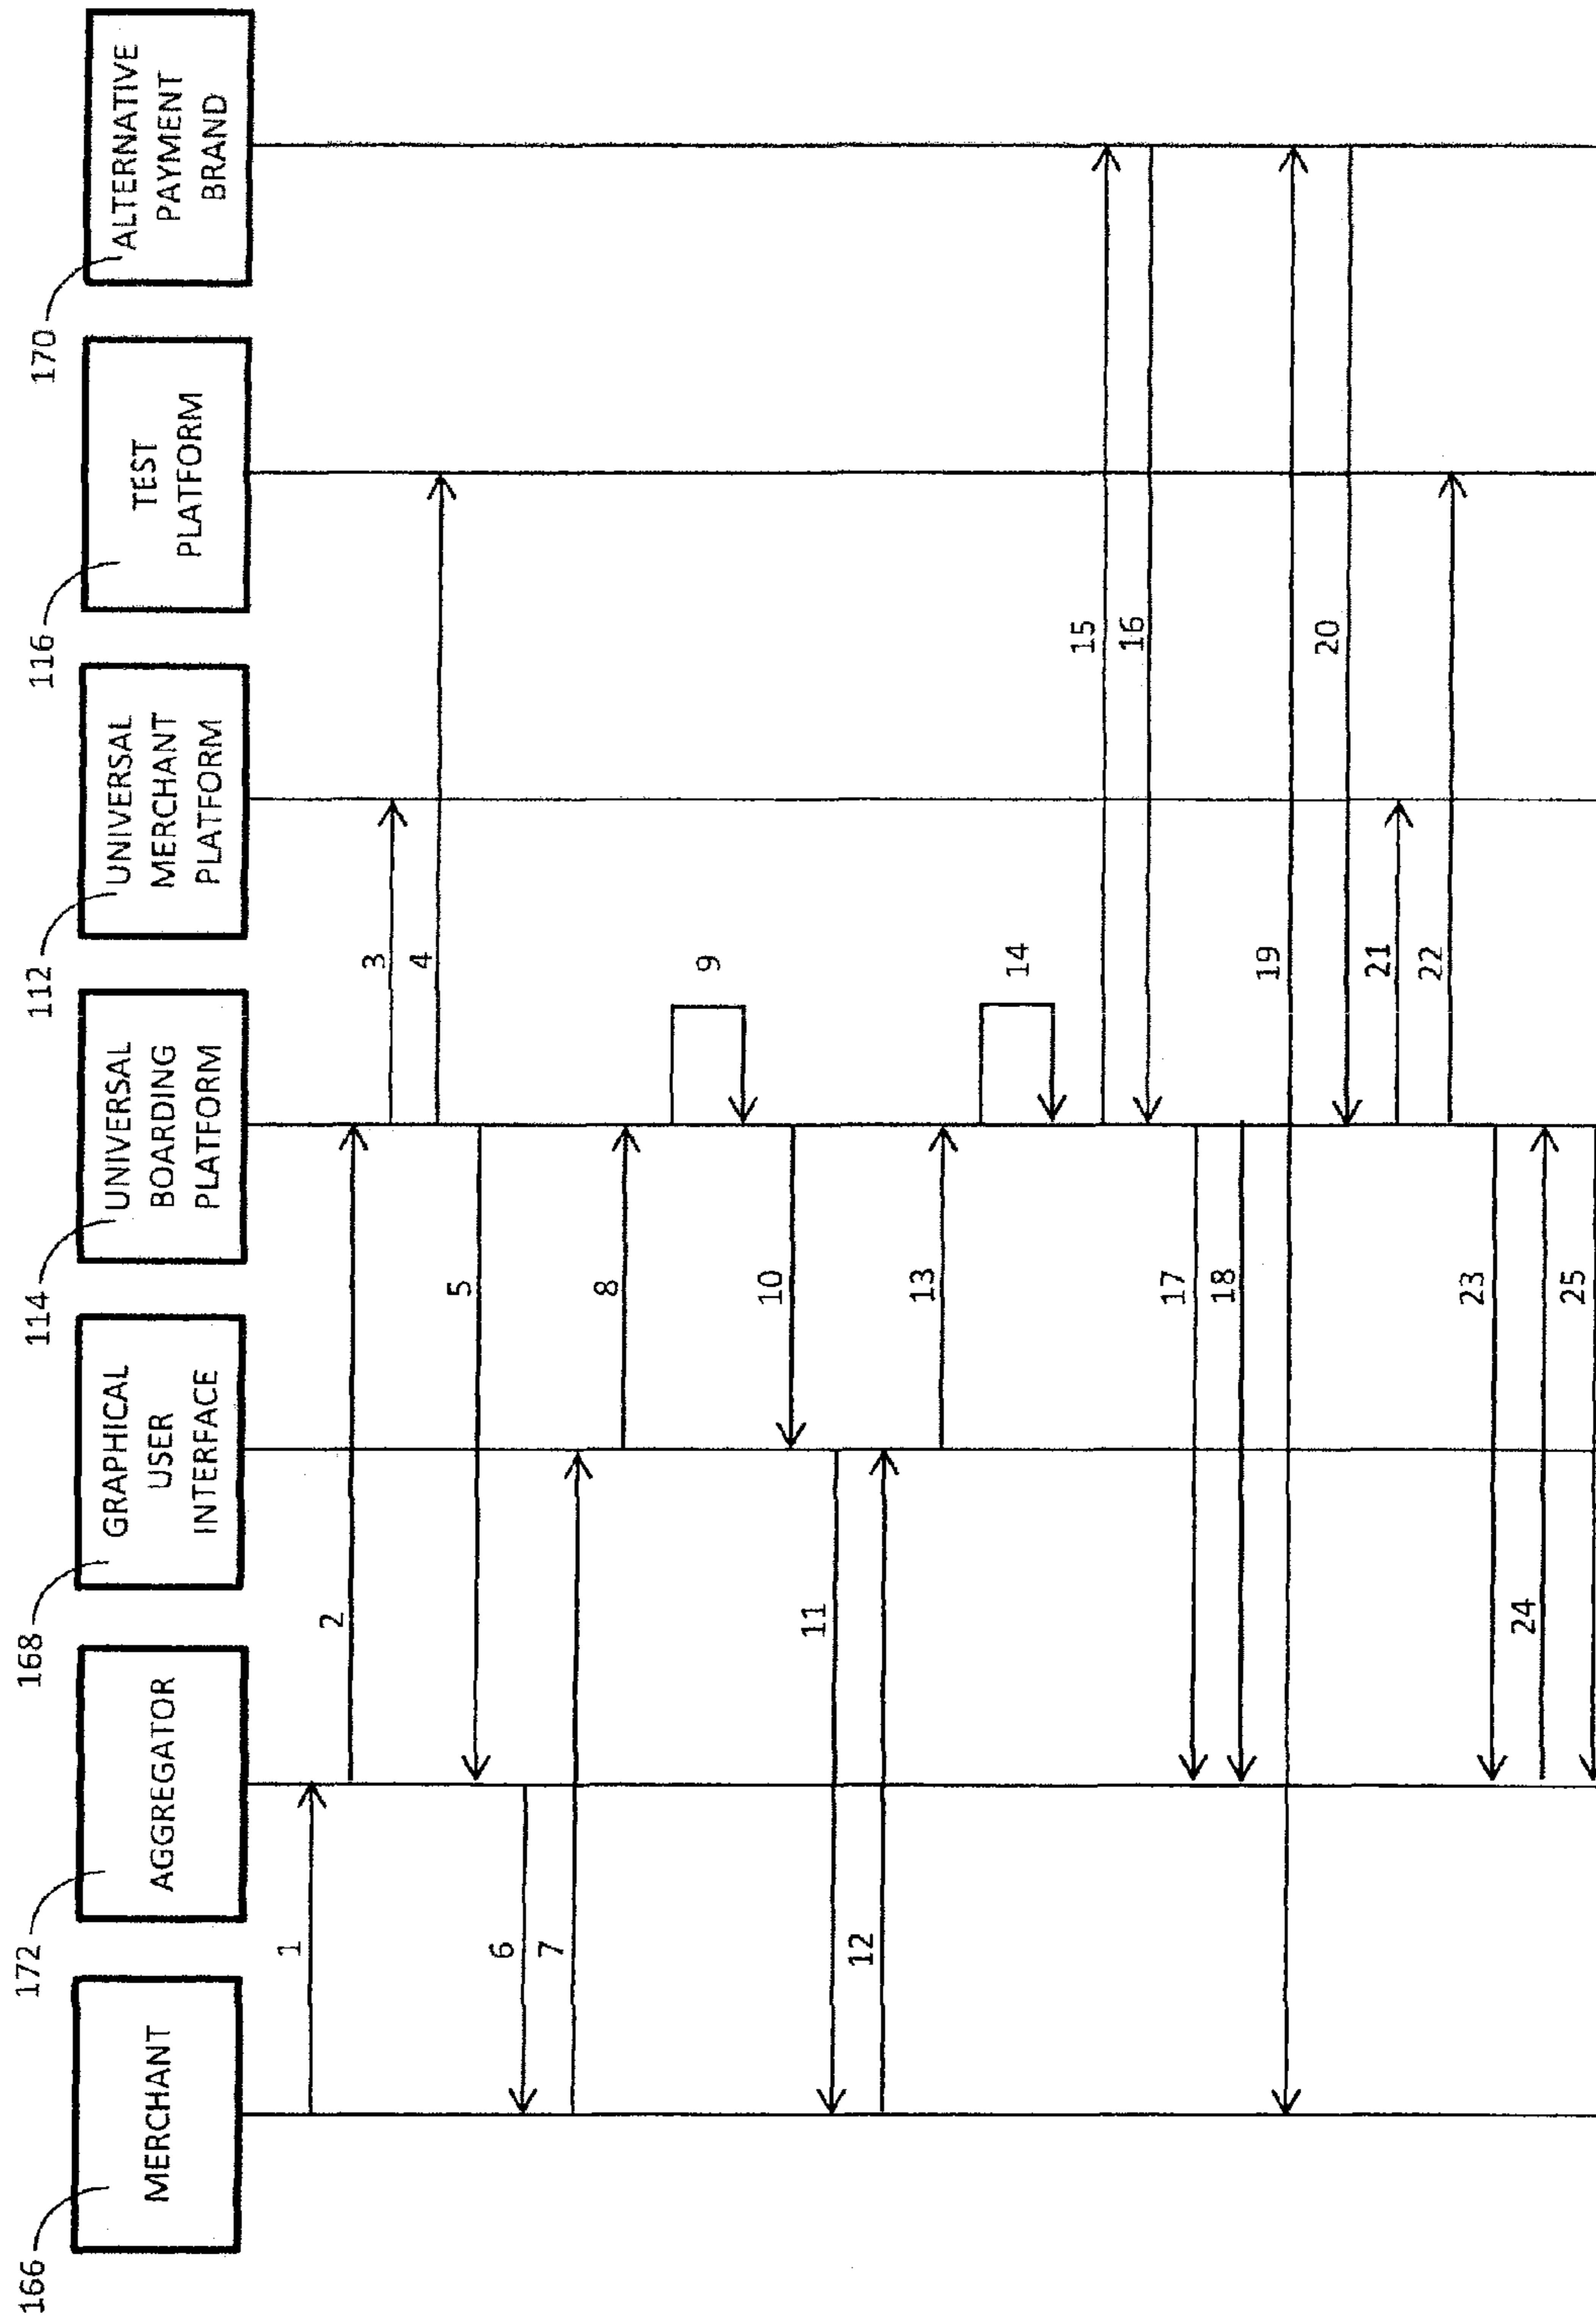 166
MERCHANT
172
AGGREGATOR
168
GRAPHICAL
USER
INTERFACE
114
UNIVERSAL
BOARDING
PLATFORM
112
UNIVERSAL
MERCHANT
PLATFORM
116
TEST
PLATFORM
170
ALTERNATIVE
PAYMENT
BRAND
1
2
3
4
5
6
7
8
9
10
11
12
13
14
15
16
17
18
19
20
21
22
23
24
25